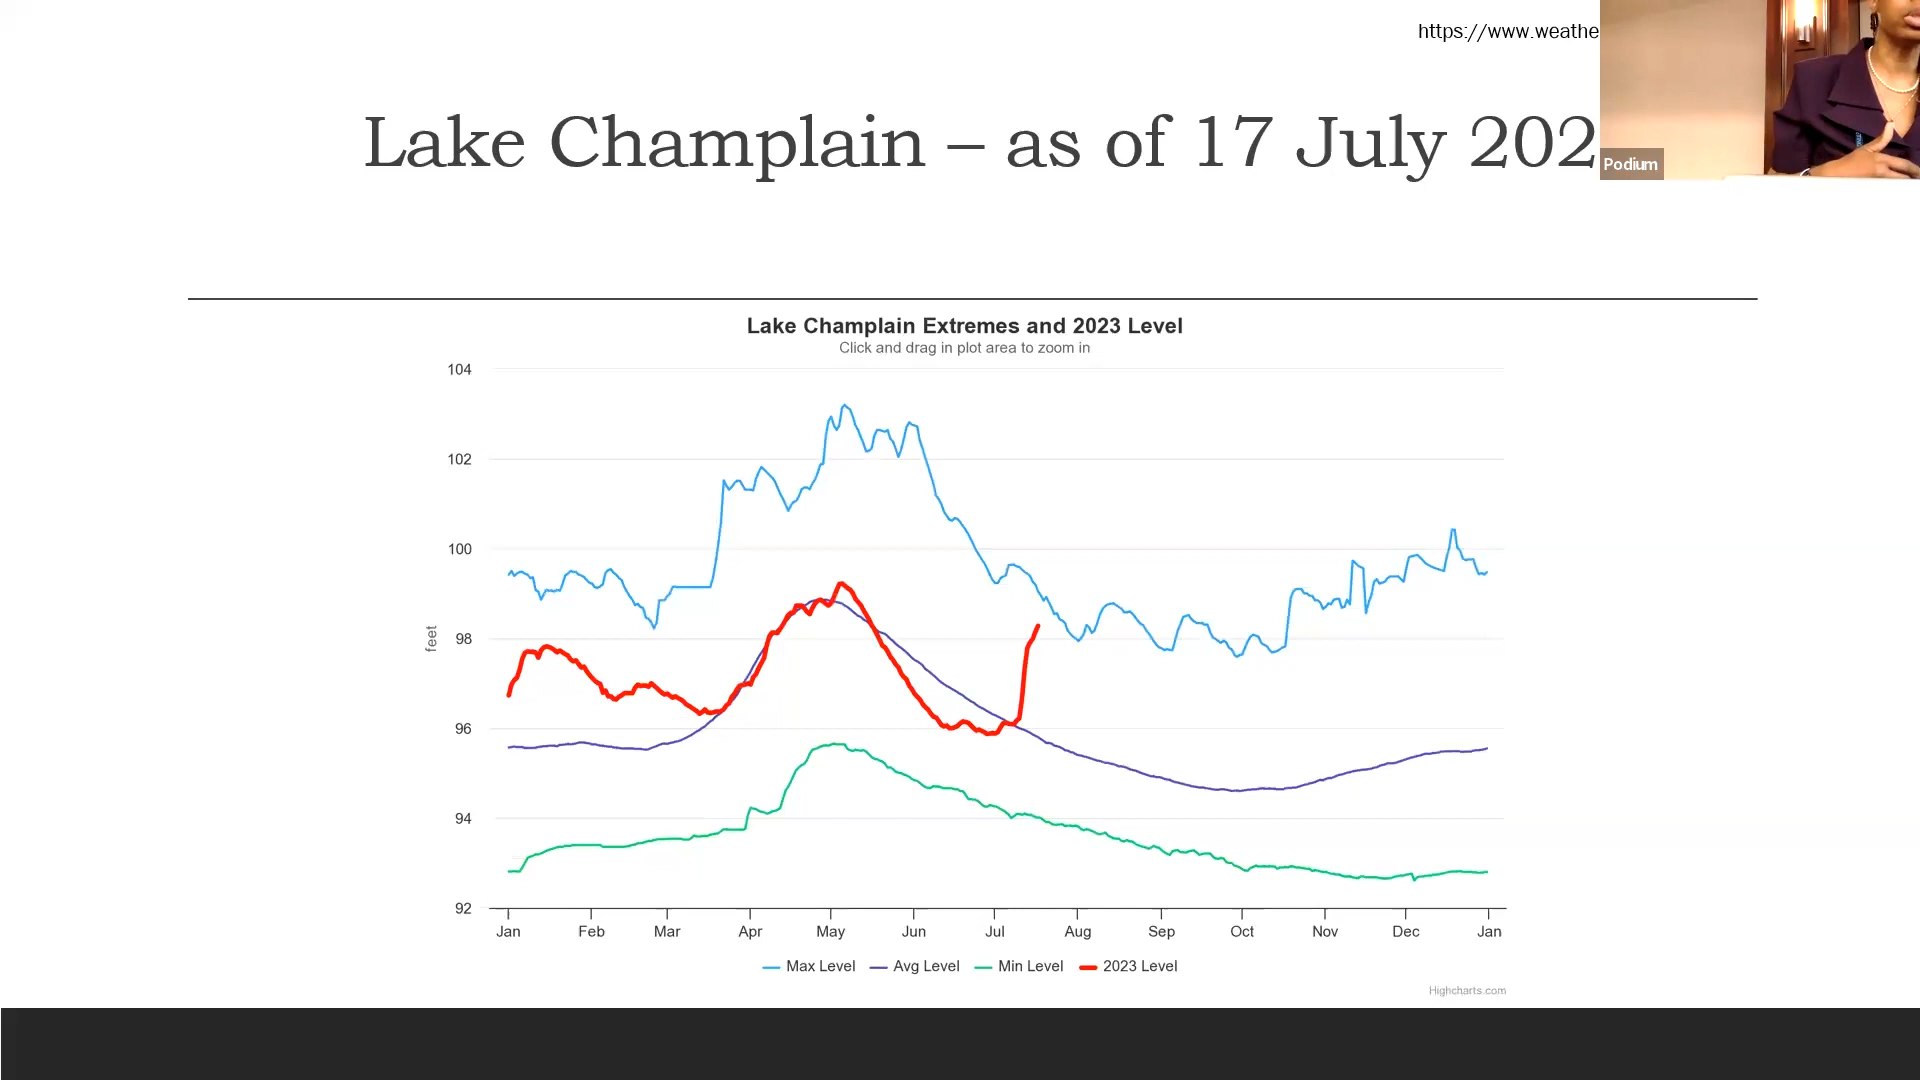 https://www.weathe
Lake Champlain – as of 17 July 202
Podium
Lake Champlain Extremes and 2023 Level
Click and drag in plot area to zoom in
104
102
100
98
96
94
92
feet
Jan Feb Mar Apr May Jun Jul Aug Sep Oct Nov Dec Jan
Max Level Avg Level Min Level 2023 Level
Highcharts.com